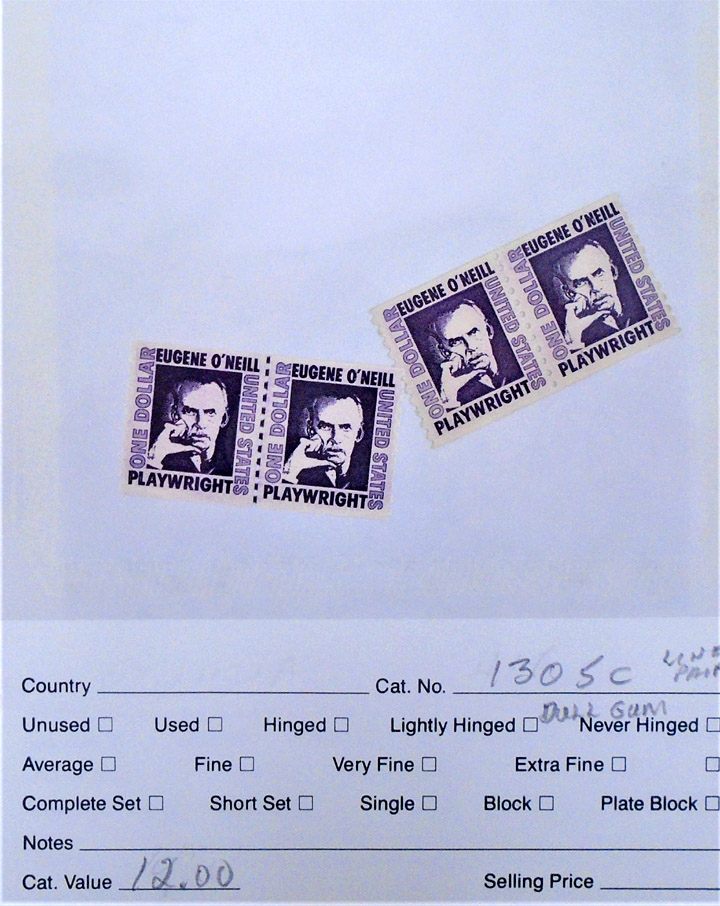 EUGENE O'NEILL
ONE DOLLAR
UNITED STATES
PLAYWRIGHT
EUGENE O'NEILL
ONE DOLLAR
UNITED STATES
PLAYWRIGHT
EUGENE O'NEILL
ONE DOLLAR
UNITED STATES
PLAYWRIGHT
EUGENE O'NEILL
ONE DOLLAR
UNITED STATES
PLAYWRIGHT
LINE
PAIR
Country Cat. No. 1305C
DULL GUM
Unused Used Hinged Lightly Hinged Never Hinged
Average Fine Very Fine Extra Fine
Complete Set Short Set Single Block Plate Block
Notes
Cat. Value 12.00 Selling Price